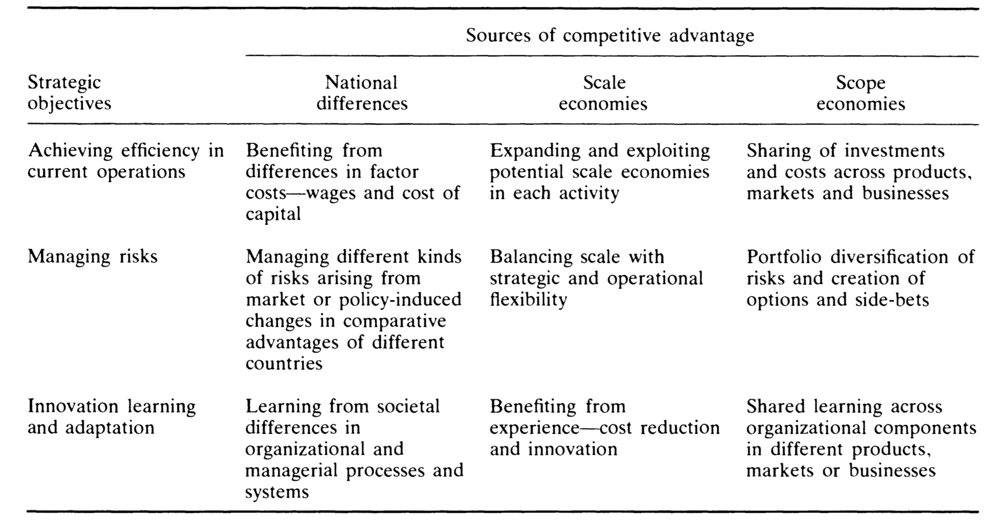 Sources of competitive advantage
Strategic
objectives
National
differences
Scale
economies
Scope
economies
Achieving efficiency in
current operations
Benefiting from
differences in factor
costs—wages and cost of
capital
Expanding and exploiting
potential scale economies
in each activity
Sharing of investments
and costs across products,
markets and businesses
Managing risks
Managing different kinds
of risks arising from
market or policy-induced
changes in comparative
advantages of different
countries
Balancing scale with
strategic and operational
flexibility
Portfolio diversification of
risks and creation of
options and side-bets
Innovation learning
and adaptation
Learning from societal
differences in
organizational and
managerial processes and
systems
Benefiting from
experience—cost reduction
and innovation
Shared learning across
organizational components
in different products,
markets or businesses